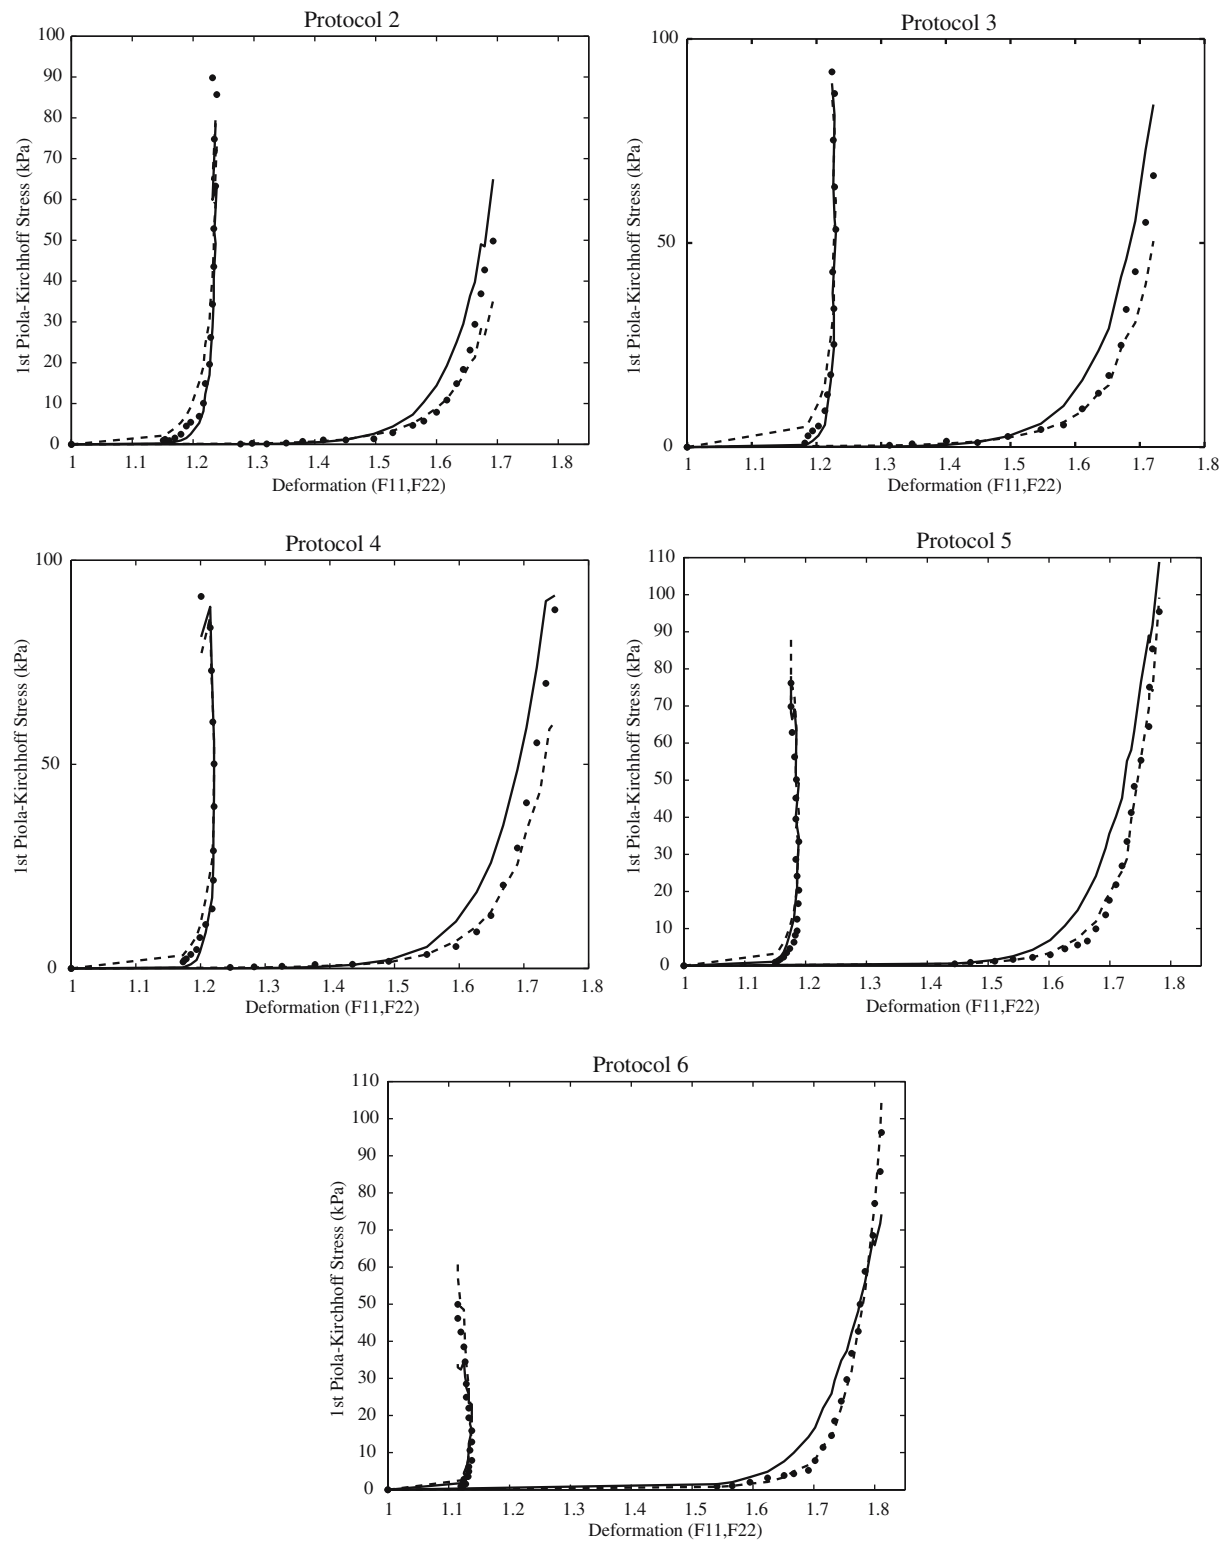 Protocol 2
100
90
80
70
60
50
40
30
20
10
0
1st Piola-Kirchhoff Stress (kPa)
1 1.1 1.2 1.3 1.4 1.5 1.6 1.7 1.8
Deformation (F11,F22)
Protocol 3
100
50
0
1st Piola-Kirchhoff Stress (kPa)
1 1.1 1.2 1.3 1.4 1.5 1.6 1.7 1.8
Deformation (F11,F22)
Protocol 4
100
50
0
1st Piola-Kirchhoff Stress (kPa)
1 1.1 1.2 1.3 1.4 1.5 1.6 1.7 1.8
Deformation (F11,F22)
Protocol 5
110
100
90
80
70
60
50
40
30
20
10
0
1st Piola-Kirchhoff Stress (kPa)
1 1.1 1.2 1.3 1.4 1.5 1.6 1.7 1.8
Deformation (F11,F22)
Protocol 6
110
100
90
80
70
60
50
40
30
20
10
0
1st Piola-Kirchhoff Stress (kPa)
1 1.1 1.2 1.3 1.4 1.5 1.6 1.7 1.8
Deformation (F11,F22)